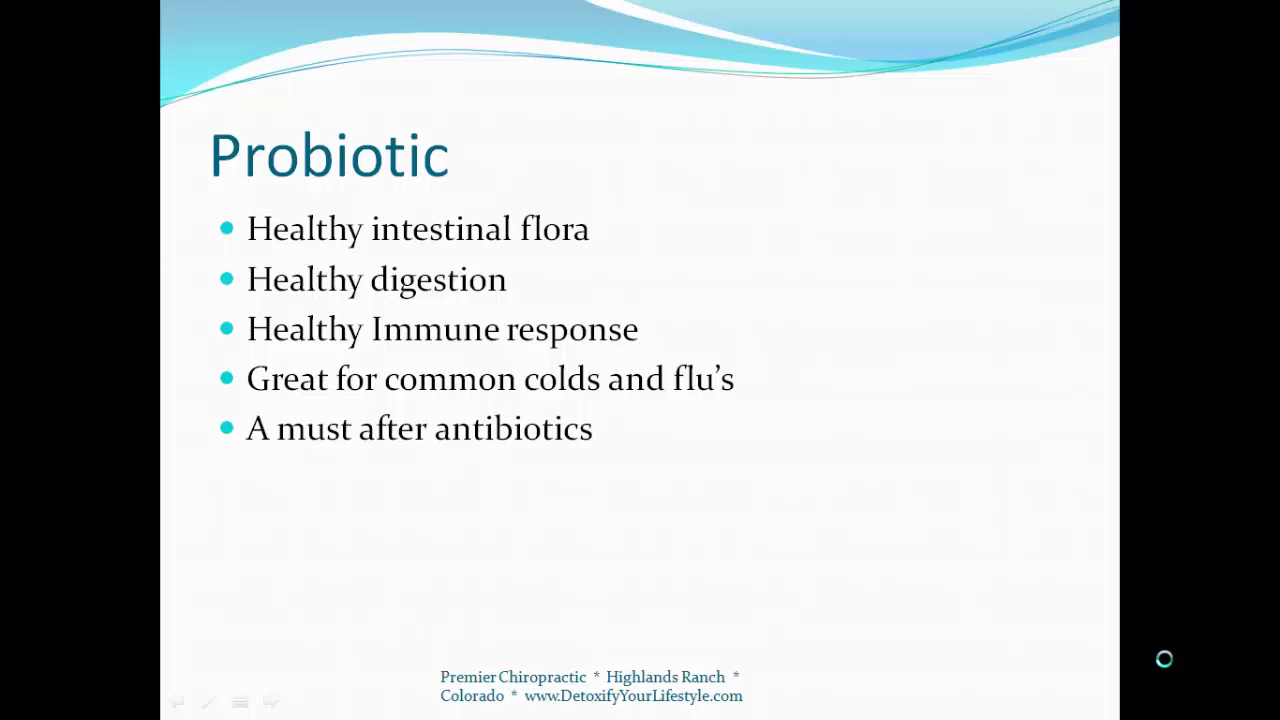 Probiotic
Healthy intestinal flora
Healthy digestion
Healthy Immune response
Great for common colds and flu’s
A must after antibiotics
Premier Chiropractic * Highlands Ranch *
Colorado * www.DetoxifyYourLifestyle.com